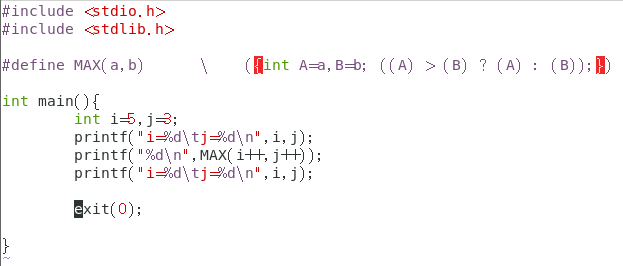 #include <stdio.h>
#include <stdlib.h>
#define MAX(a,b)       \    ({int A=a,B=b; ((A) > (B) ? (A) : (B));})
int main(){
        int i=5,j=3;
        printf("i=%d\tj=%d\n",i,j);
        printf("%d\n",MAX(i++,j++));
        printf("i=%d\tj=%d\n",i,j);
        exit(0);
}
~